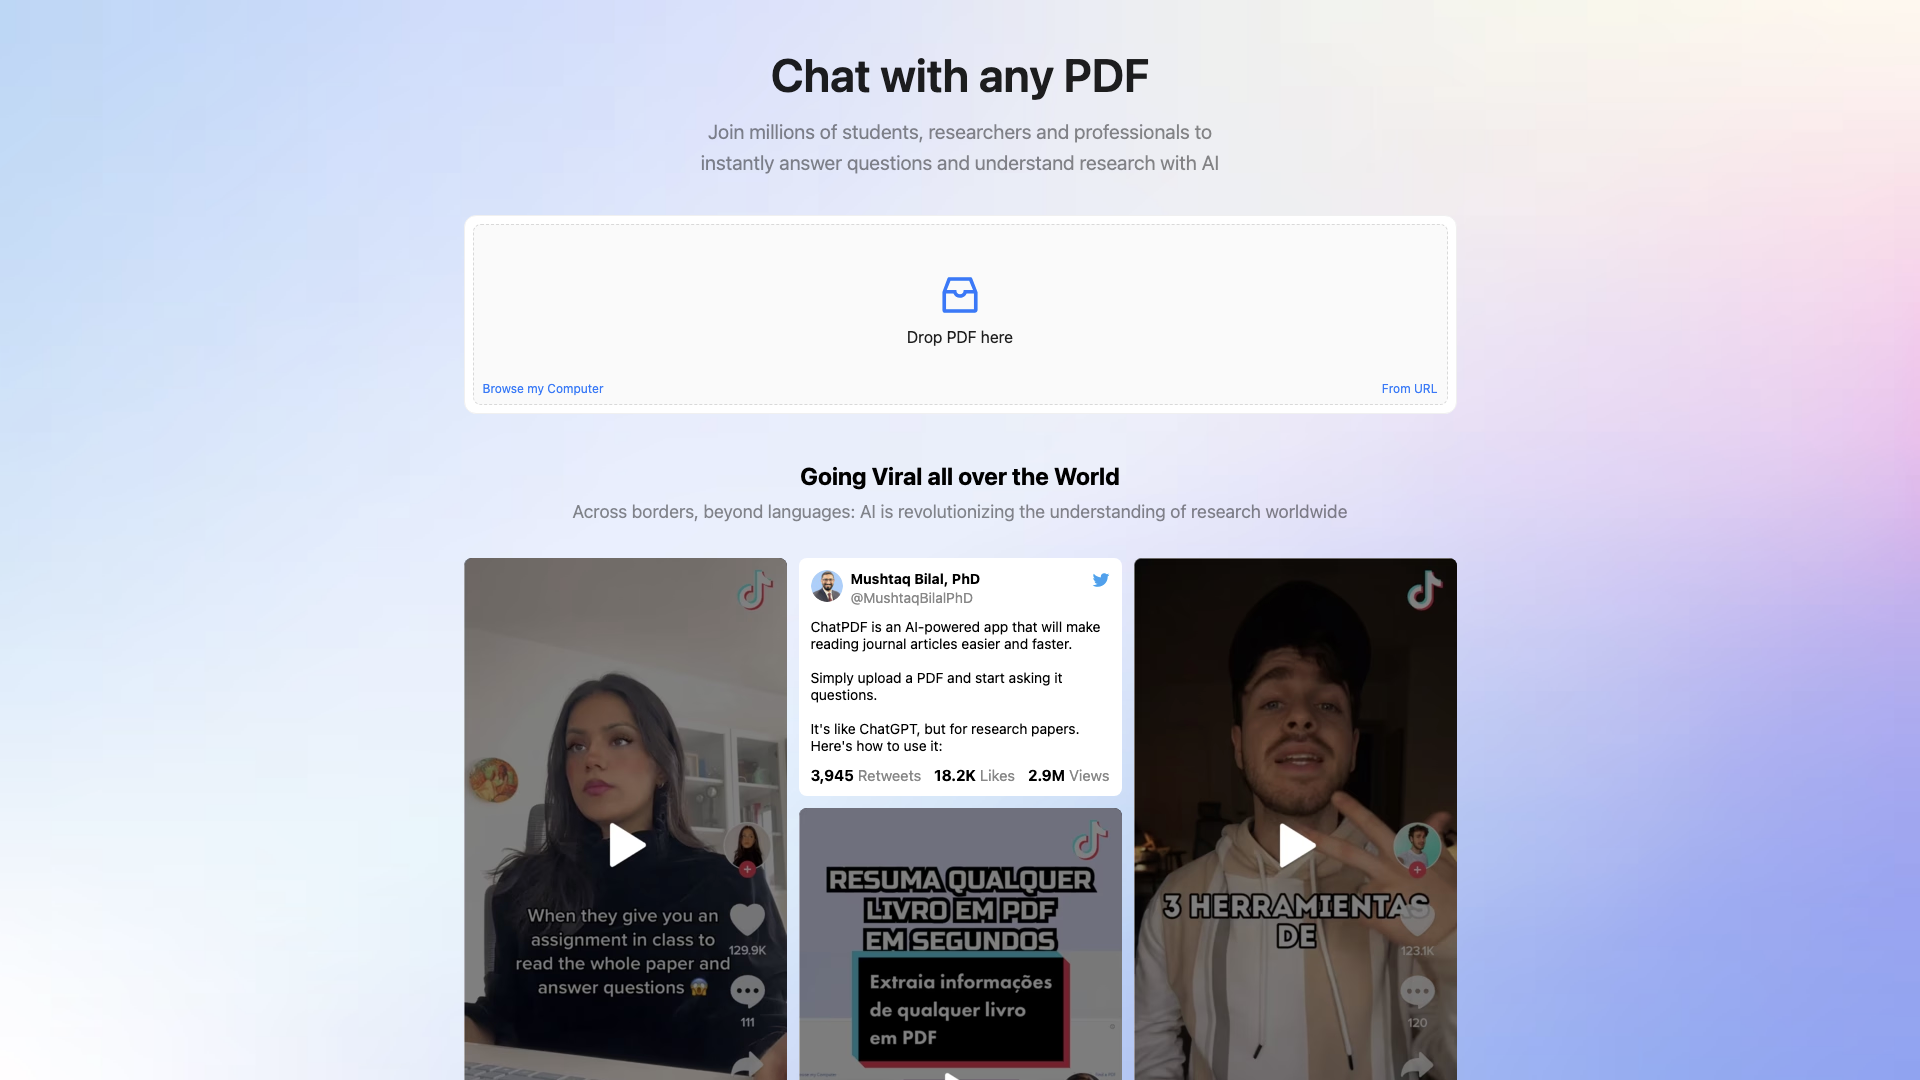 Chat with any PDF
Join millions of students, researchers and professionals to
instantly answer questions and understand research with AI
Drop PDF here
Browse my Computer
From URL
Going Viral all over the World
Across borders, beyond languages: AI is revolutionizing the understanding of research worldwide
When they give you an
assignment in class to
read the whole paper and
answer questions 😱
129.9K
111
Mushtaq Bilal, PhD
@MushtaqBilalPhD
ChatPDF is an AI-powered app that will make
reading journal articles easier and faster.
Simply upload a PDF and start asking it
questions.
It's like ChatGPT, but for research papers.
Here's how to use it:
3,945 Retweets 18.2K Likes 2.9M Views
RESUMA QUALQUER
LIVRO EM PDF
EM SEGUNDOS
Extraia informações
de qualquer livro
em PDF
3 HERRAMIENTAS
DE
123.1K
120